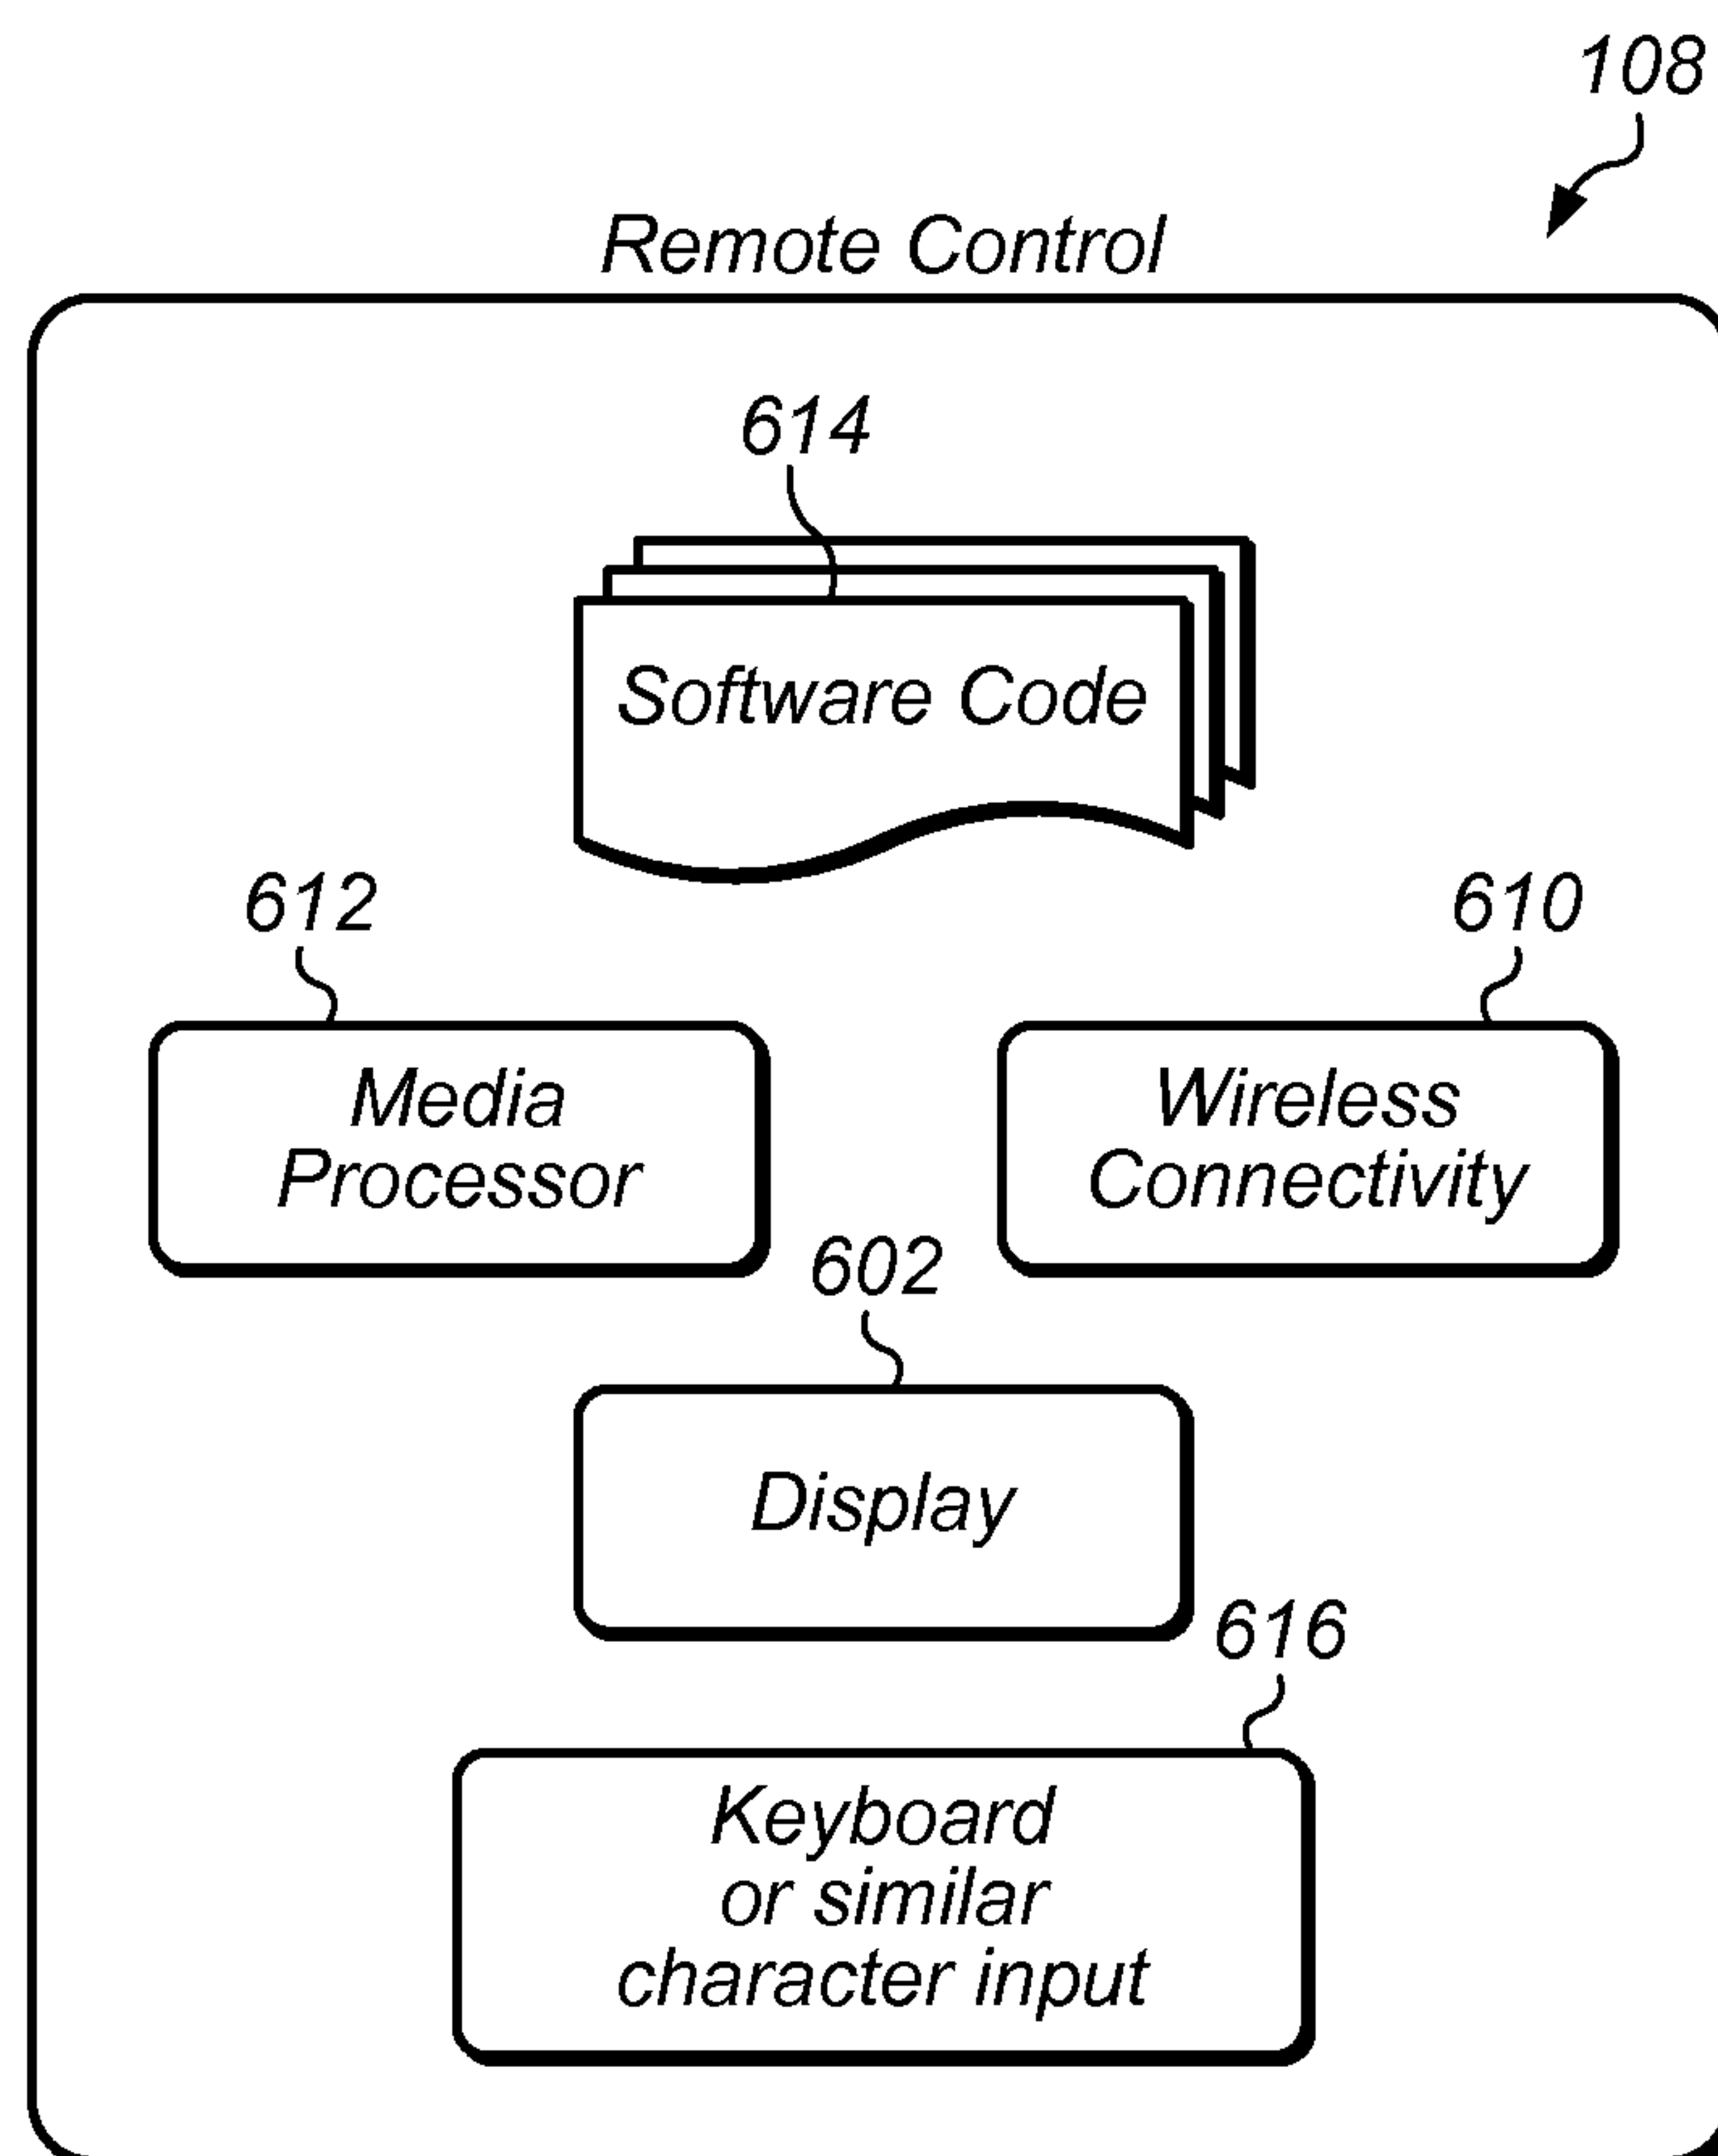 108
Remote Control
614
Software Code
612
610
Media
Processor
Wireless
Connectivity
602
Display
616
Keyboard
or similar
character input